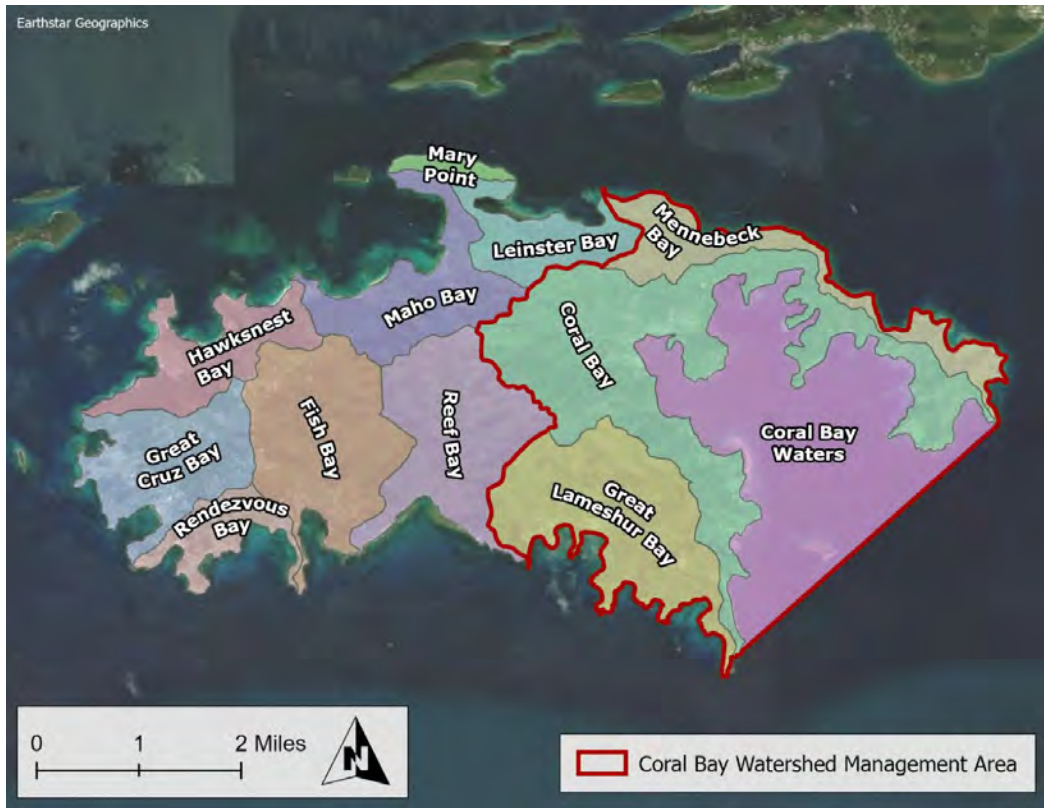 Earthstar Geographics
Mary
Point
Mennebeck
Bay
Leinster Bay
Maho Bay
Hawksnest
Bay
Coral Bay
Fish Bay
Reef Bay
Great
Cruz Bay
Coral Bay
Waters
Rendezvous
Bay
Great
Lameshur Bay
0 1 2 Miles
N
Coral Bay Watershed Management Area